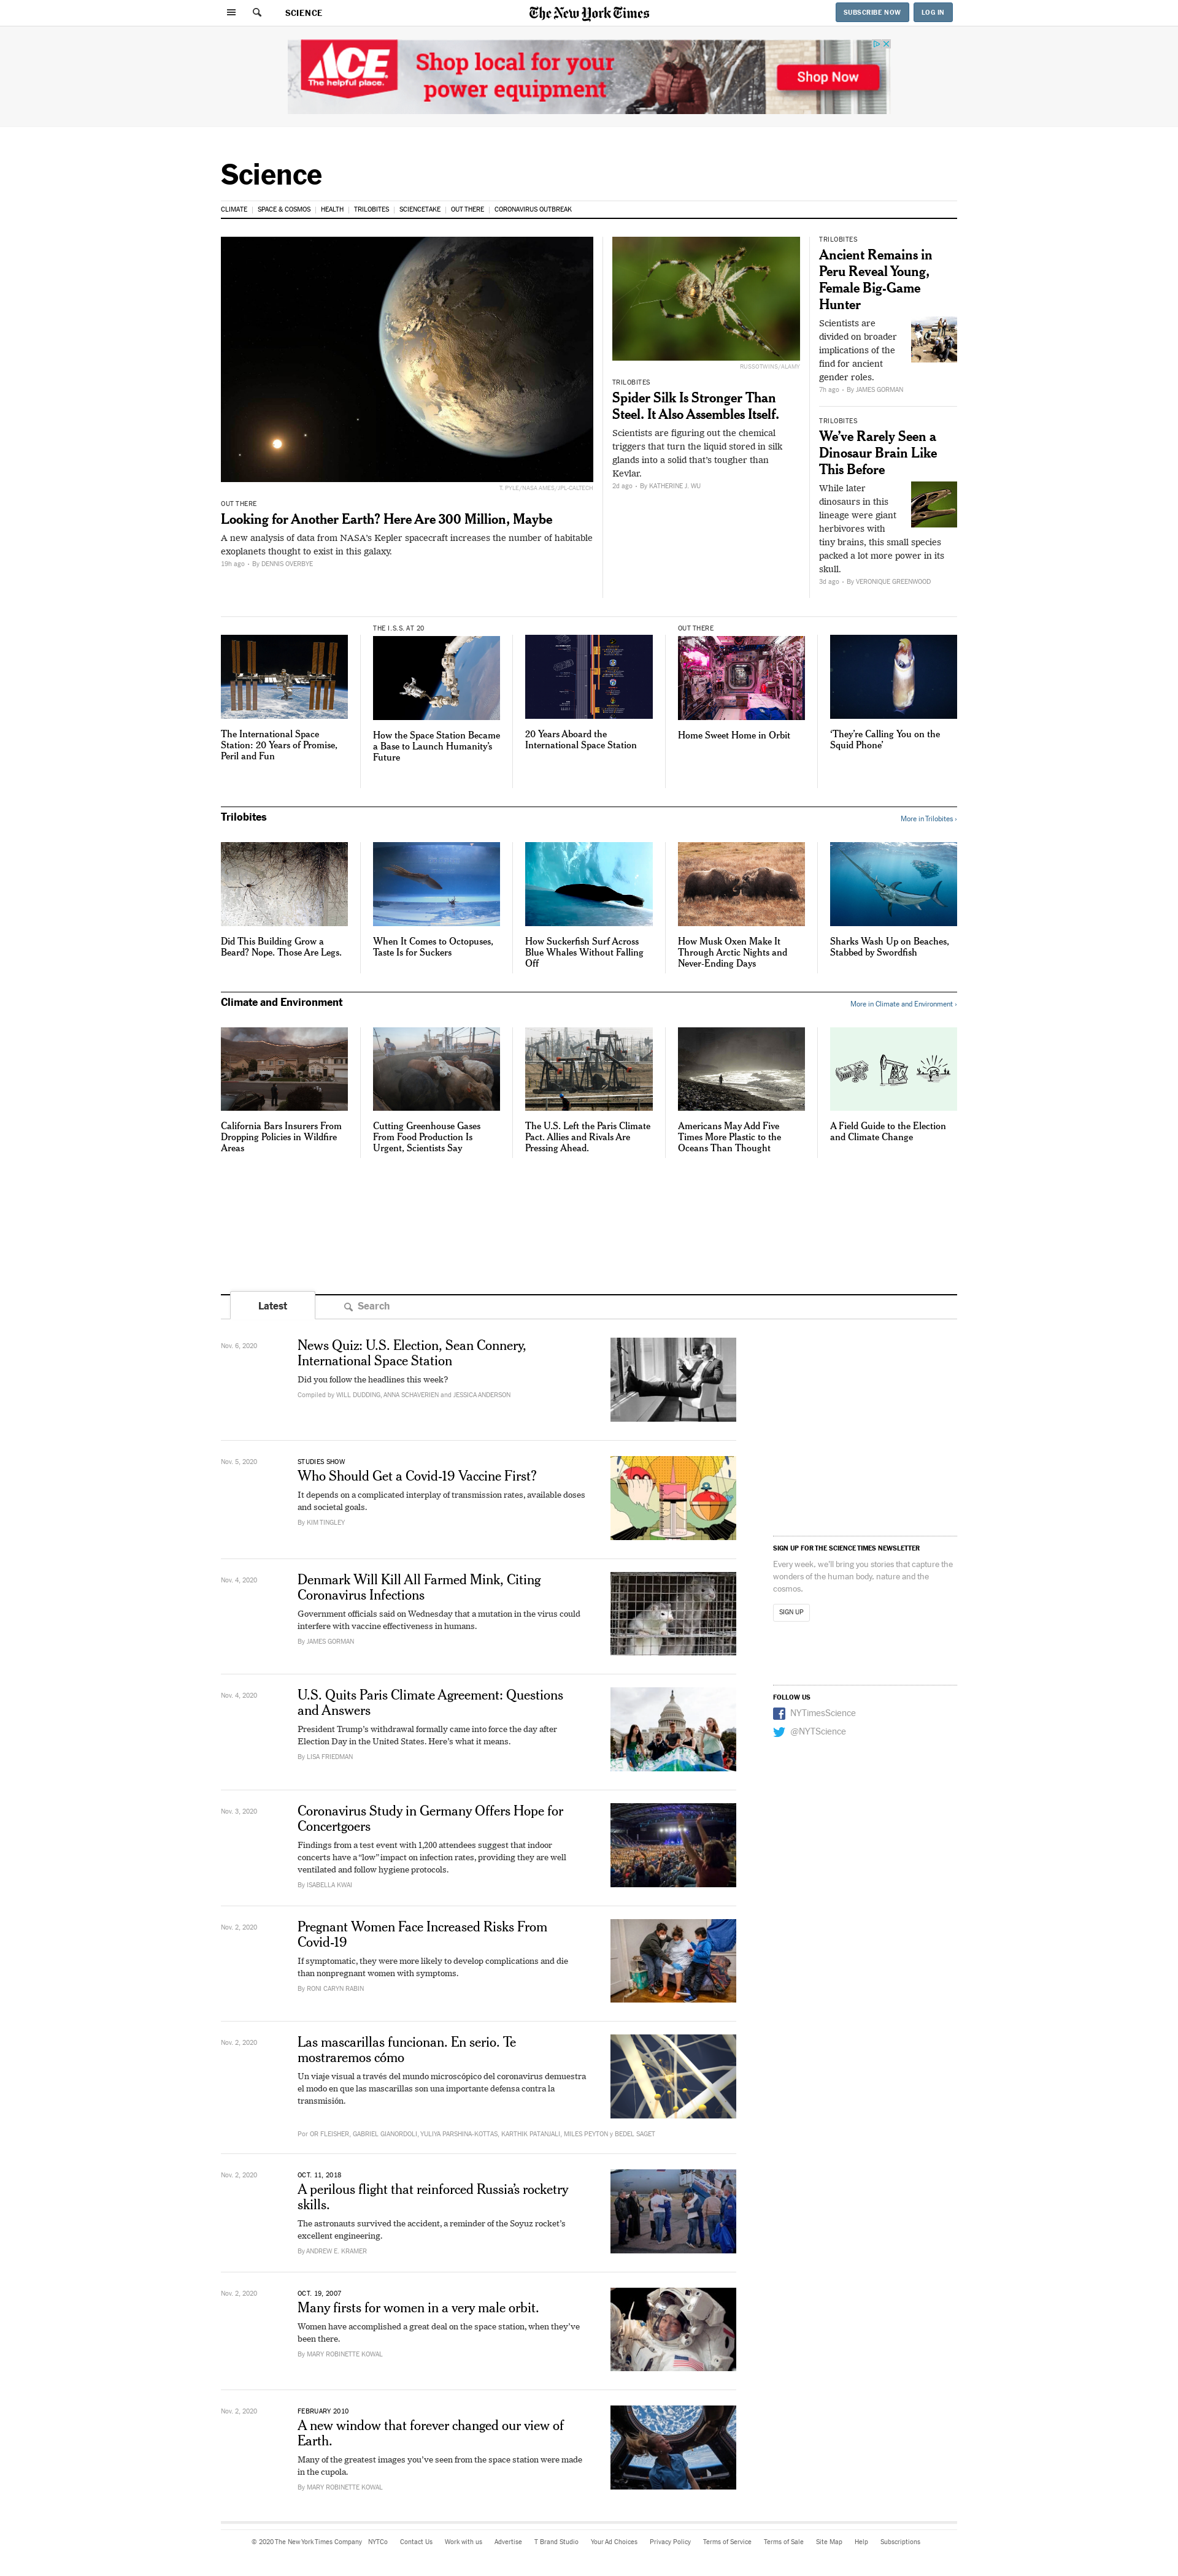 SCIENCE
The New York Times
SUBSCRIBE NOW
LOG IN
ACE
The helpful place.
Shop local for your
power equipment
Shop Now
Science
CLIMATE
SPACE & COSMOS
HEALTH
TRILOBITES
SCIENCETAKE
OUT THERE
CORONAVIRUS OUTBREAK
T. PYLE/NASA AMES/JPL-CALTECH
OUT THERE
Looking for Another Earth? Here Are 300 Million, Maybe
A new analysis of data from NASA's Kepler spacecraft increases the number of habitable
exoplanets thought to exist in this galaxy.
19h ago • By DENNIS OVERBYE
RUSSOTWINS/ALAMY
TRILOBITES
Spider Silk Is Stronger Than
Steel. It Also Assembles Itself.
Scientists are figuring out the chemical
triggers that turn the liquid stored in silk
glands into a solid that's tougher than
Kevlar.
2d ago • By KATHERINE J. WU
TRILOBITES
Ancient Remains in
Peru Reveal Young,
Female Big-Game
Hunter
Scientists are
divided on broader
implications of the
find for ancient
gender roles.
7h ago • By JAMES GORMAN
TRILOBITES
We've Rarely Seen a
Dinosaur Brain Like
This Before
While later
dinosaurs in this
lineage were giant
herbivores with
tiny brains, this small species
packed a lot more power in its
skull.
3d ago • By VERONIQUE GREENWOOD
The International Space
Station: 20 Years of Promise,
Peril and Fun
THE I.S.S. AT 20
How the Space Station Became
a Base to Launch Humanity's
Future
20 Years Aboard the
International Space Station
OUT THERE
Home Sweet Home in Orbit
'They're Calling You on the
Squid Phone'
Trilobites
More in Trilobites ›
Did This Building Grow a
Beard? Nope. Those Are Legs.
When It Comes to Octopuses,
Taste Is for Suckers
How Suckerfish Surf Across
Blue Whales Without Falling
Off
How Musk Oxen Make It
Through Arctic Nights and
Never-Ending Days
Sharks Wash Up on Beaches,
Stabbed by Swordfish
Climate and Environment
More in Climate and Environment ›
California Bars Insurers From
Dropping Policies in Wildfire
Areas
Cutting Greenhouse Gases
From Food Production Is
Urgent, Scientists Say
The U.S. Left the Paris Climate
Pact. Allies and Rivals Are
Pressing Ahead.
Americans May Add Five
Times More Plastic to the
Oceans Than Thought
A Field Guide to the Election
and Climate Change
Latest
Search
Nov. 6, 2020
News Quiz: U.S. Election, Sean Connery,
International Space Station
Did you follow the headlines this week?
Compiled by WILL DUDDING, ANNA SCHAVERIEN and JESSICA ANDERSON
Nov. 5, 2020
STUDIES SHOW
Who Should Get a Covid-19 Vaccine First?
It depends on a complicated interplay of transmission rates, available doses
and societal goals.
By KIM TINGLEY
Nov. 4, 2020
Denmark Will Kill All Farmed Mink, Citing
Coronavirus Infections
Government officials said on Wednesday that a mutation in the virus could
interfere with vaccine effectiveness in humans.
By JAMES GORMAN
Nov. 4, 2020
U.S. Quits Paris Climate Agreement: Questions
and Answers
President Trump's withdrawal formally came into force the day after
Election Day in the United States. Here's what it means.
By LISA FRIEDMAN
Nov. 3, 2020
Coronavirus Study in Germany Offers Hope for
Concertgoers
Findings from a test event with 1,200 attendees suggest that indoor
concerts have a "low" impact on infection rates, providing they are well
ventilated and follow hygiene protocols.
By ISABELLA KWAI
Nov. 2, 2020
Pregnant Women Face Increased Risks From
Covid-19
If symptomatic, they were more likely to develop complications and die
than nonpregnant women with symptoms.
By RONI CARYN RABIN
Nov. 2, 2020
Las mascarillas funcionan. En serio. Te
mostraremos cómo
Un viaje visual a través del mundo microscópico del coronavirus demuestra
el modo en que las mascarillas son una importante defensa contra la
transmisión.
Por OR FLEISHER, GABRIEL GIANORDOLI, YULIYA PARSHINA-KOTTAS, KARTHIK PATANJALI, MILES PEYTON y BEDEL SAGET
Nov. 2, 2020
OCT. 11, 2018
A perilous flight that reinforced Russia's rocketry
skills.
The astronauts survived the accident, a reminder of the Soyuz rocket's
excellent engineering.
By ANDREW E. KRAMER
Nov. 2, 2020
OCT. 19, 2007
Many firsts for women in a very male orbit.
Women have accomplished a great deal on the space station, when they've
been there.
By MARY ROBINETTE KOWAL
Nov. 2, 2020
FEBRUARY 2010
A new window that forever changed our view of
Earth.
Many of the greatest images you've seen from the space station were made
in the cupola.
By MARY ROBINETTE KOWAL
SIGN UP FOR THE SCIENCE TIMES NEWSLETTER
Every week, we'll bring you stories that capture the
wonders of the human body, nature and the
cosmos.
SIGN UP
FOLLOW US
NYTimesScience
@NYTScience
© 2020 The New York Times Company
NYTCo
Contact Us
Work with us
Advertise
T Brand Studio
Your Ad Choices
Privacy Policy
Terms of Service
Terms of Sale
Site Map
Help
Subscriptions